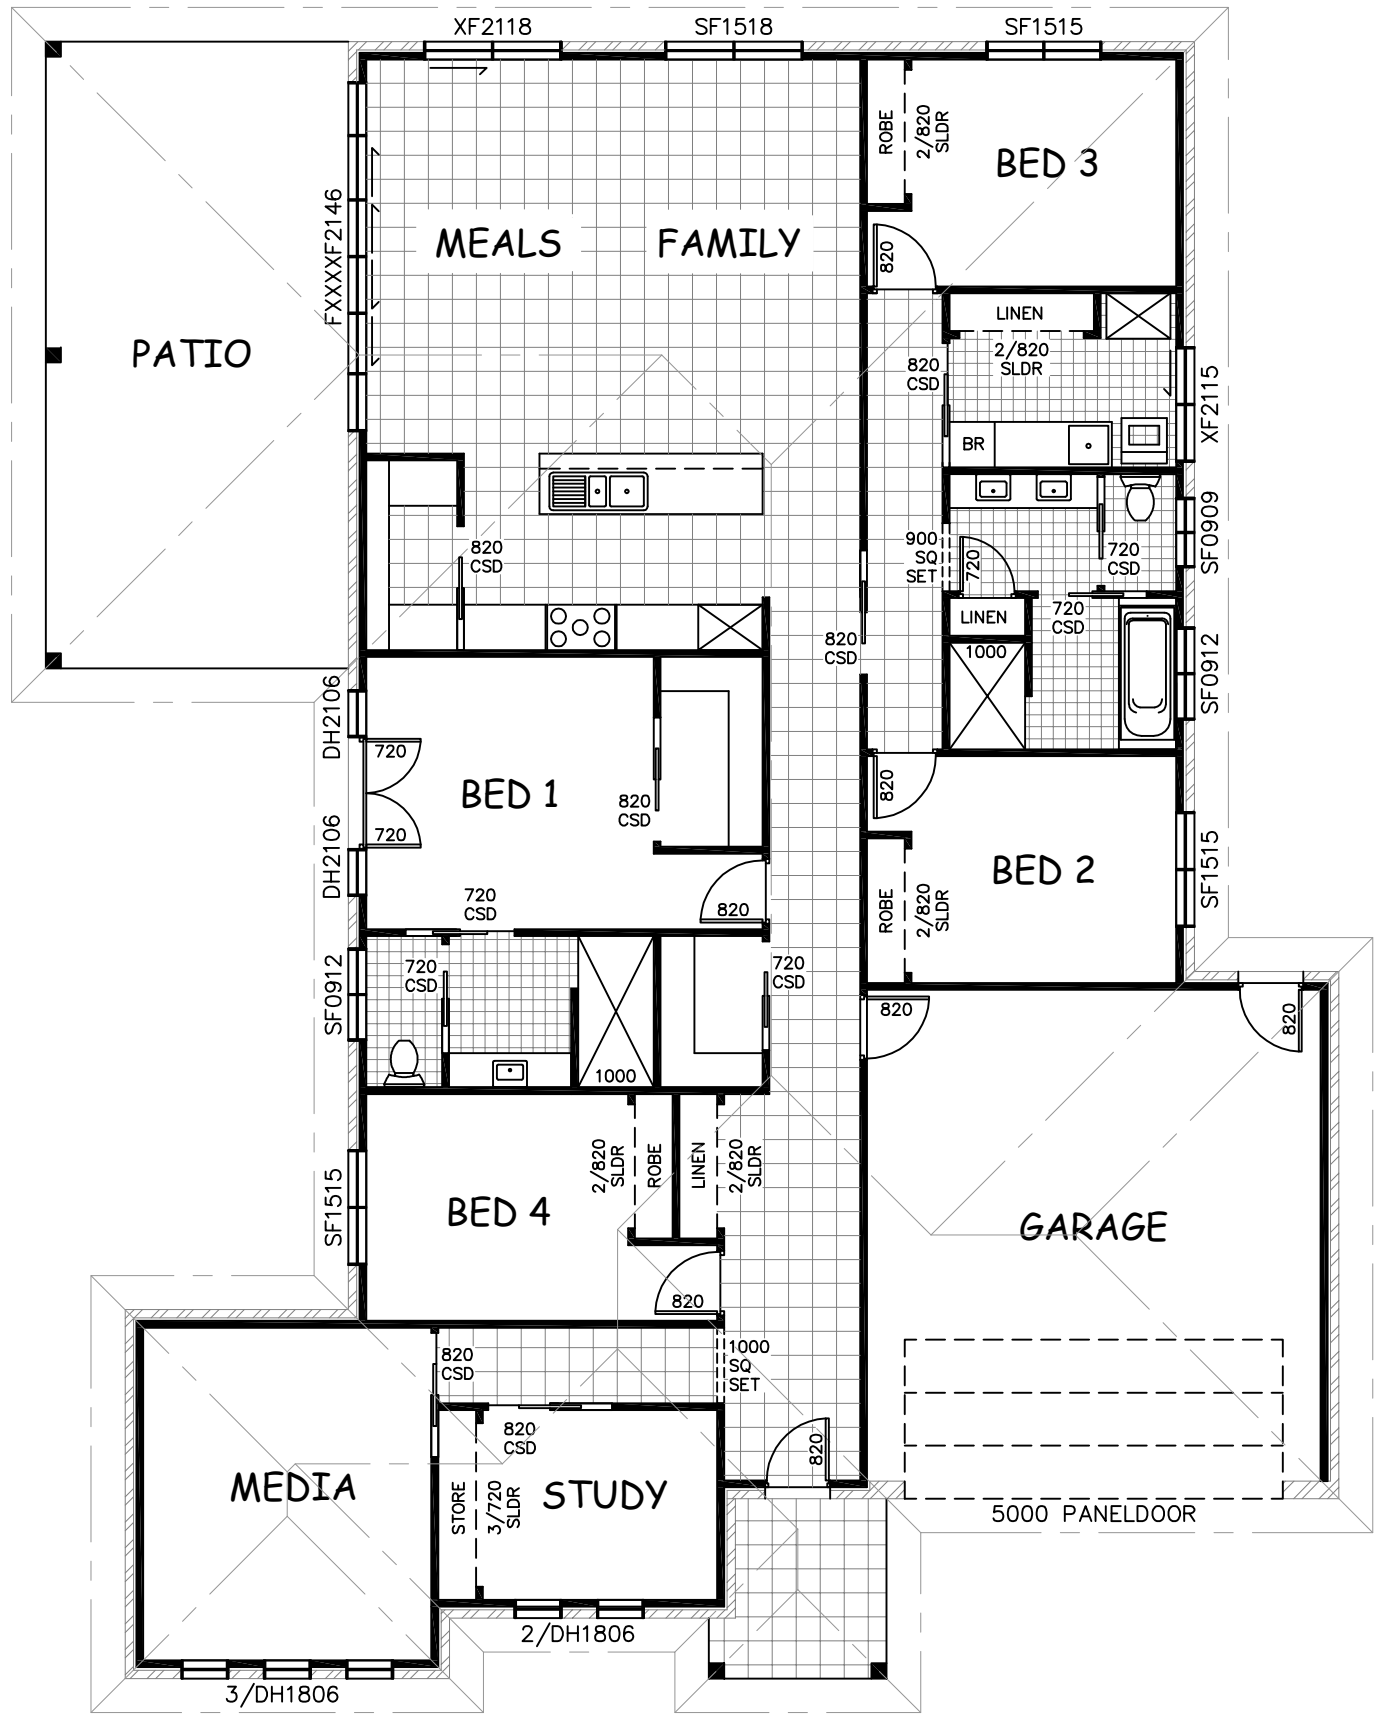 XF2118
SF1518
SF1515
ROBE
2/820
SLDR
BED 3
FXXXXF2146
MEALS
FAMILY
820
PATIO
LINEN
2/820
SLDR
820
CSD
XF2115
BR
820
CSD
900
SQ
SET
720
720
CSD
SF0909
LINEN
720
CSD
820
CSD
1000
SF0912
DH2106
720
BED 1
820
CSD
820
720
DH2106
BED 2
ROBE
2/820
SLDR
SF1515
720
CSD
820
SF0912
720
CSD
720
CSD
820
820
1000
SF1515
BED 4
2/820
SLDR
ROBE
LINEN
2/820
SLDR
GARAGE
820
820
CSD
1000
SQ
SET
820
CSD
820
MEDIA
STORE
3/720
SLDR
STUDY
5000 PANELDOOR
2/DH1806
3/DH1806